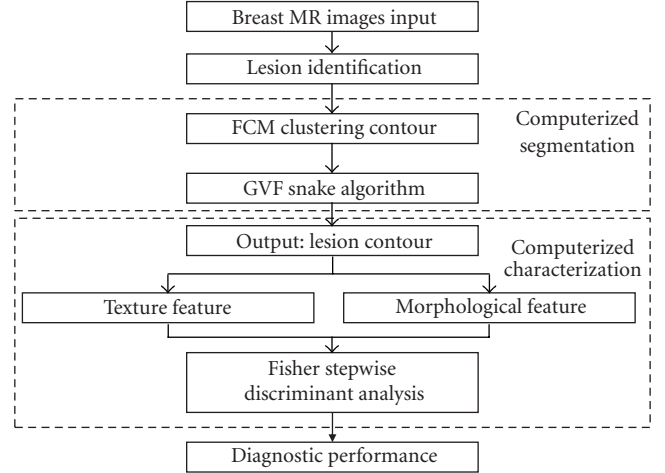 Breast MR images input
Lesion identification
FCM clustering contour
Computerized
segmentation
GVF snake algorithm
Output: lesion contour
Computerized
characterization
Texture feature
Morphological feature
Fisher stepwise
discriminant analysis
Diagnostic performance